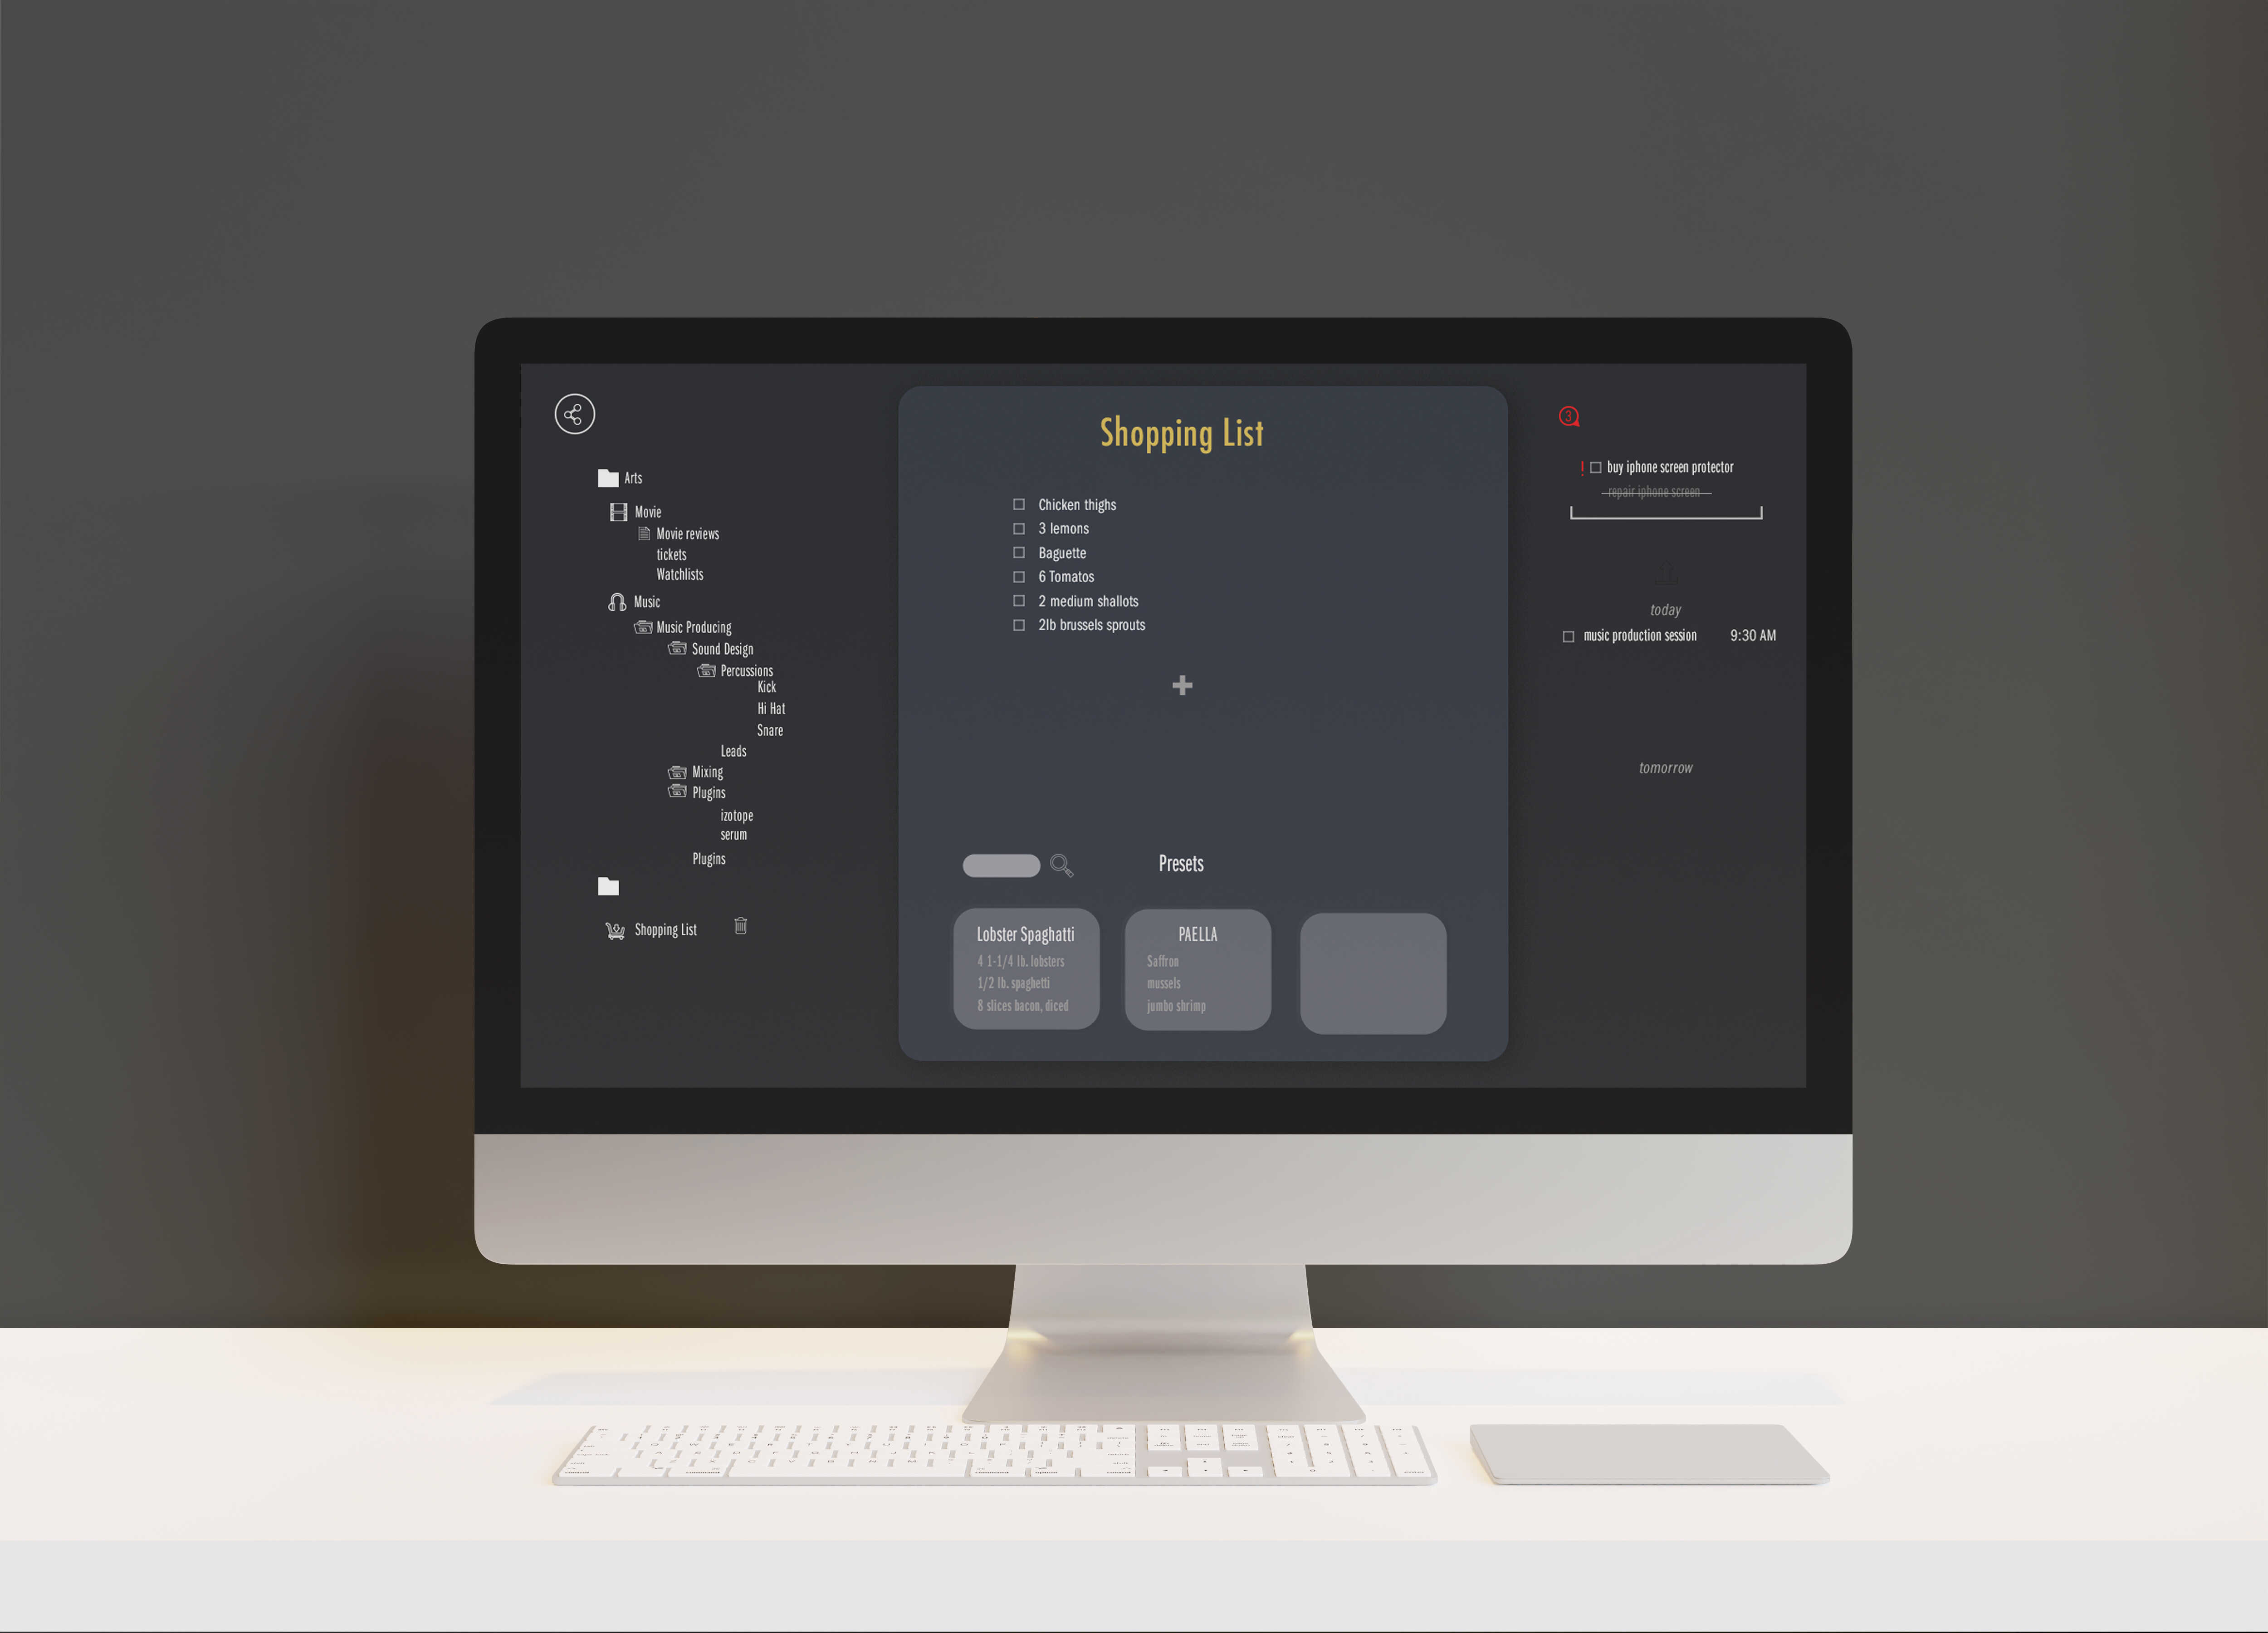 Arts
Movie
Movie reviews
tickets
Watchlists
Music
Music Producing
Sound Design
Percussions
Kick
Hi Hat
Snare
Leads
Mixing
Plugins
izotope
serum
Plugins
Shopping List
Shopping List
Chicken thighs
3 lemons
Baguette
6 Tomatos
2 medium shallots
2lb brussels sprouts
Presets
Lobster Spaghatti
4 1-1/4 lb. lobsters
1/2 lb. spaghetti
8 slices bacon, diced
PAELLA
Saffron
mussels
jumbo shrimp
3
! buy iphone screen protector
repair iphone screen
today
music production session 9:30 AM
tomorrow